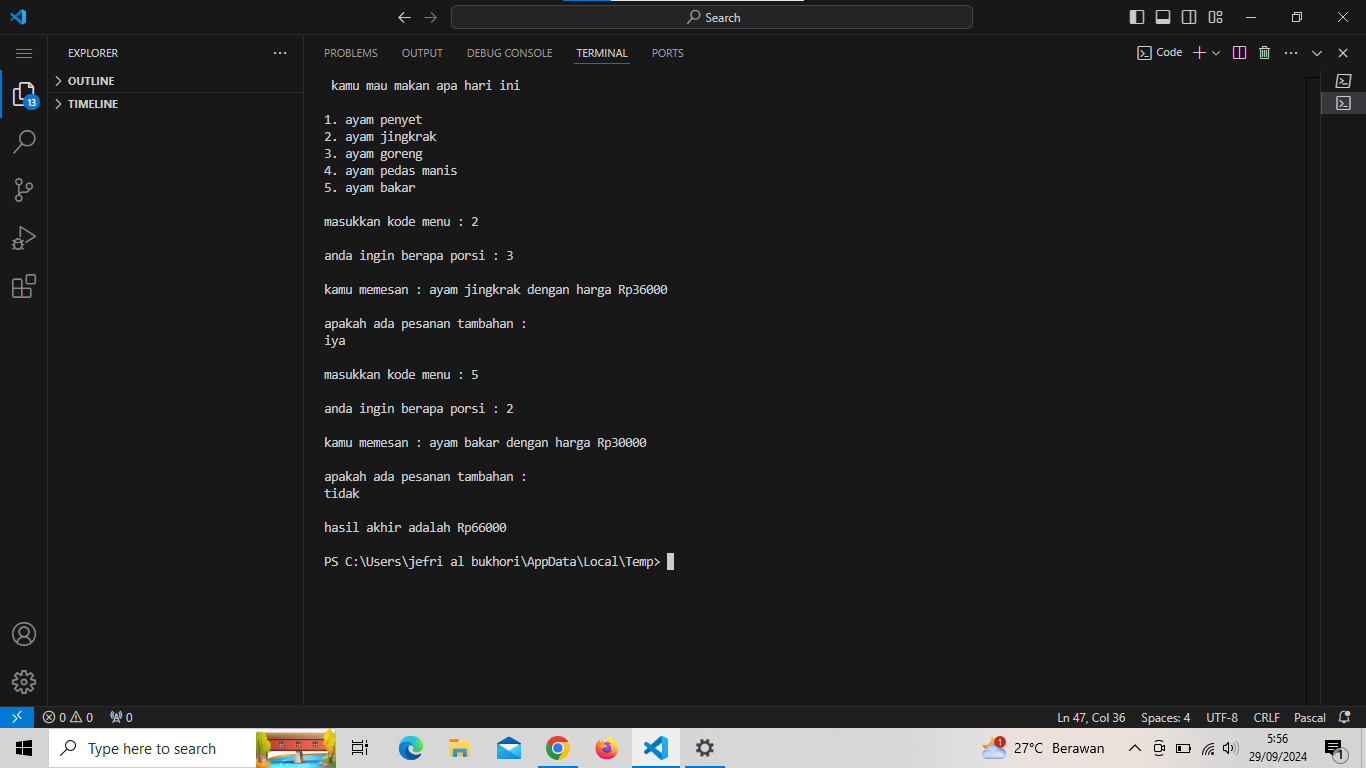 Search
EXPLORER
OUTLINE
TIMELINE
13
PROBLEMS OUTPUT DEBUG CONSOLE TERMINAL PORTS
Code
kamu mau makan apa hari ini
1. ayam penyet
2. ayam jingkrak
3. ayam goreng
4. ayam pedas manis
5. ayam bakar
masukkan kode menu : 2
anda ingin berapa porsi : 3
kamu memesan : ayam jingkrak dengan harga Rp36000
apakah ada pesanan tambahan :
iya
masukkan kode menu : 5
anda ingin berapa porsi : 2
kamu memesan : ayam bakar dengan harga Rp30000
apakah ada pesanan tambahan :
tidak
hasil akhir adalah Rp66000
PS C:\Users\jefri al bukhori\AppData\Local\Temp>
0 0 0
Ln 47, Col 36 Spaces: 4 UTF-8 CRLF Pascal
Type here to search
1
27°C Berawan
5:56
29/09/2024
1